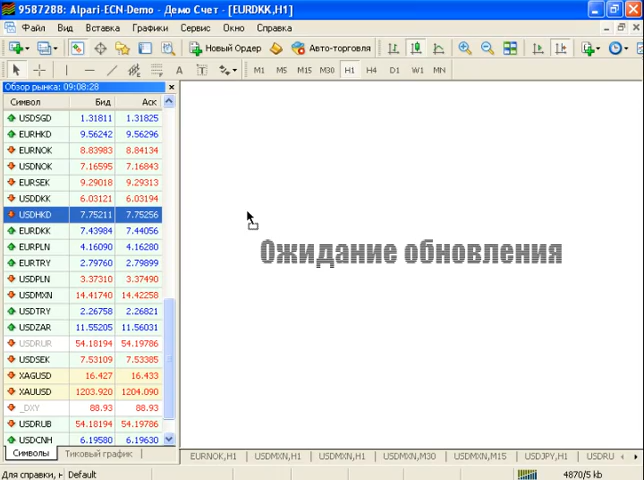 9587288: Alpari-ECN-Demo - Демо Счет - [EURDKK,H1]
Файл Вид Вставка Графики Сервис Окно Справка
Новый Ордер Авто-торговля
A T M1 M5 M15 M30 H1 H4 D1 W1 MN
Обзор рынка: 09:08:28
Символ Бид Аск
USDSGD 1.31811 1.31825
EURHKD 9.56242 9.56296
EURNOK 8.83983 8.84134
USDNOK 7.16595 7.16843
EURSEK 9.29018 9.29313
USDDKK 6.03121 6.03194
USDHKD 7.75211 7.75256
EURDKK 7.43984 7.44056
EURPLN 4.16090 4.16280
EURTRY 2.79760 2.79899
USDPLN 3.37310 3.37490
USDMXN 14.41740 14.42258
USDTRY 2.26758 2.26821
USDZAR 11.55205 11.56031
USDRUR 54.18194 54.19786
USDSEK 7.53109 7.53385
XAGUSD 16.427 16.433
XAUUSD 1203.920 1204.090
_DXY 88.93 88.93
USDRUB 54.18194 54.19786
USDCNH 6.19580 6.19630
Ожидание обновления
Символы Тиковый график
EURNOK,H1 USDMXN,H1 USDMXN,H1 USDMXN,M30 USDMXN,M15 USDJPY,H1 USDRU
Для справки, н Default 4870/5 kb